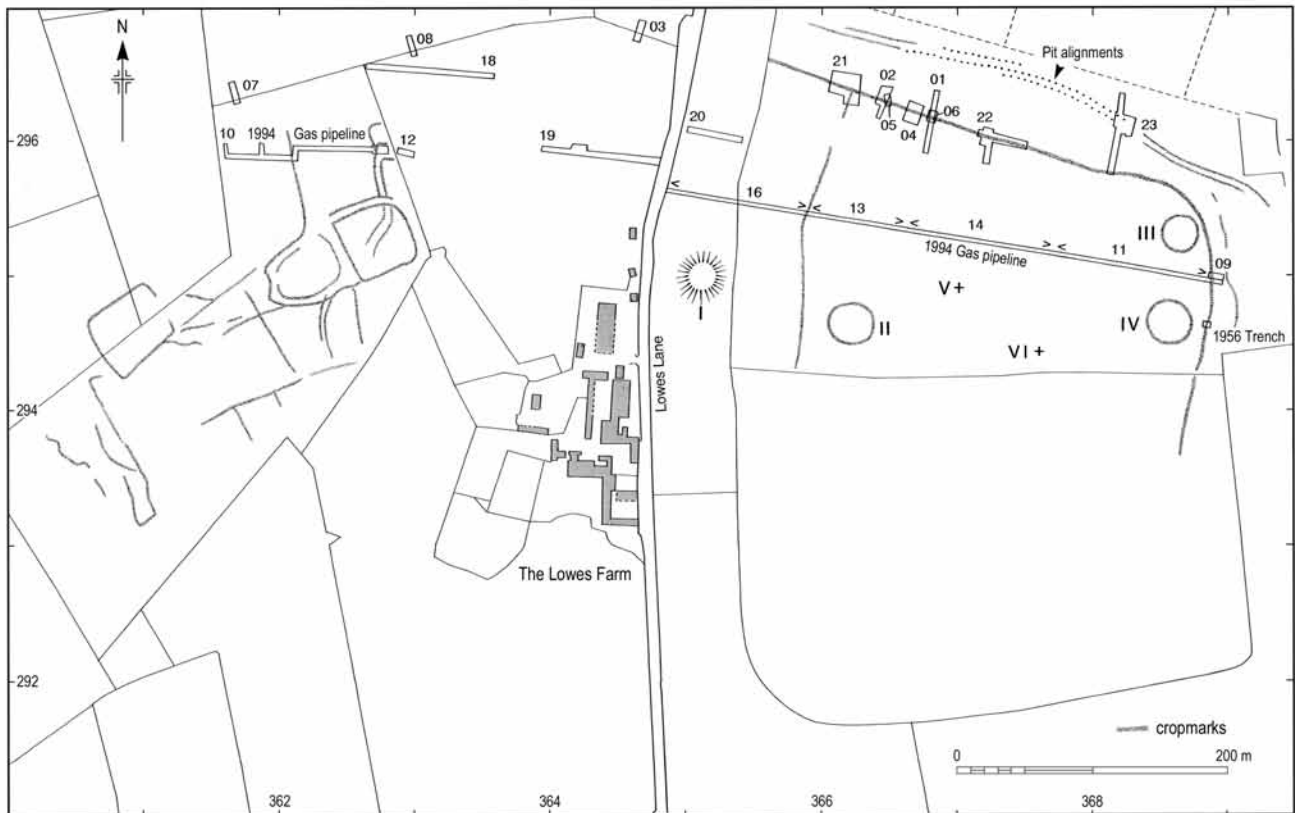 N
08
03
07
18
21
02
01
Pit alignments
06
05
04
22
23
296
10
1994
Gas pipeline
12
19
20
16
13
14
1994 Gas pipeline
11
09
III
I
V+
II
VI+
IV
1956 Trench
Lowes Lane
294
The Lowes Farm
292
cropmarks
0
200 m
362
364
366
368